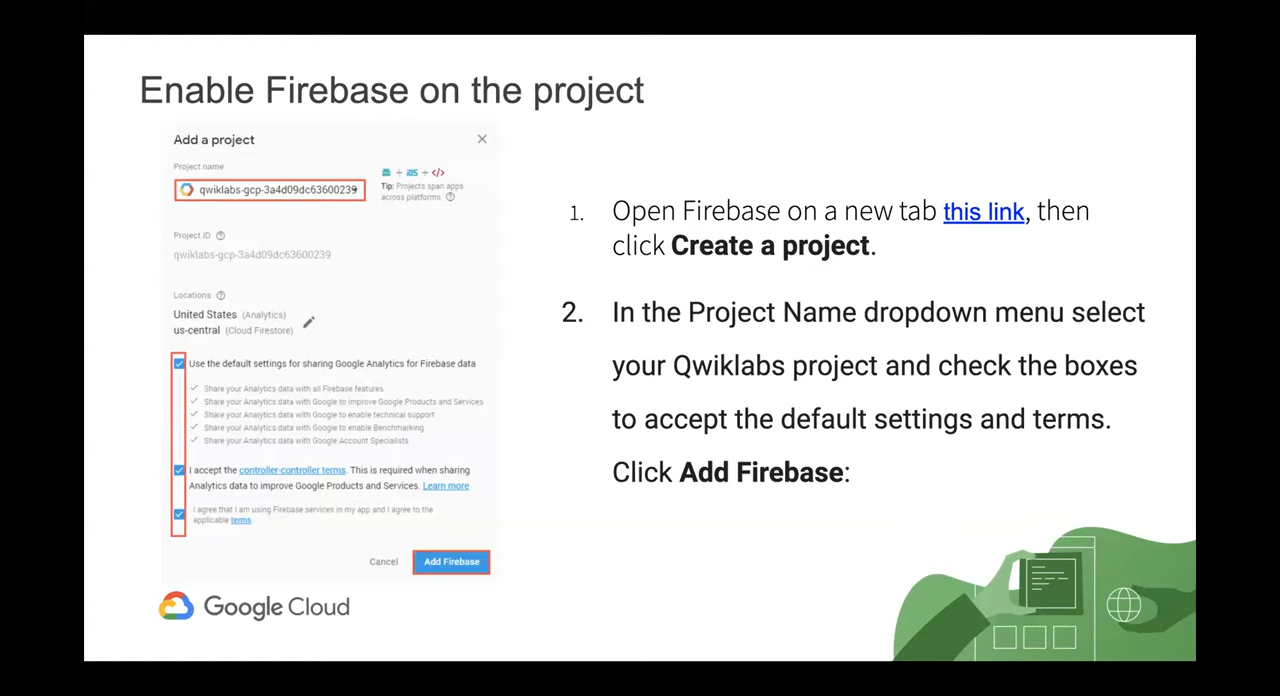 Enable Firebase on the project
Add a project
Project name
qwiklabs-gcp-3a4d09dc63600239
+ iOS + </>
Tip: Projects span apps
across platforms
Project ID
qwiklabs-gcp-3a4d09dc63600239
Locations
United States (Analytics)
us-central (Cloud Firestore)
Use the default settings for sharing Google Analytics for Firebase data
Share your Analytics data with all Firebase features
Share your Analytics data with Google to improve Google Products and Services
Share your Analytics data with Google to enable technical support
Share your Analytics data with Google to enable Benchmarking
Share your Analytics data with Google Account Specialists
I accept the controller-controller terms. This is required when sharing
Analytics data to improve Google Products and Services. Learn more
I agree that I am using Firebase services in my app and I agree to the
applicable terms
Cancel
Add Firebase
Google Cloud
1. Open Firebase on a new tab this link, then
click Create a project.
2. In the Project Name dropdown menu select
your Qwiklabs project and check the boxes
to accept the default settings and terms.
Click Add Firebase: